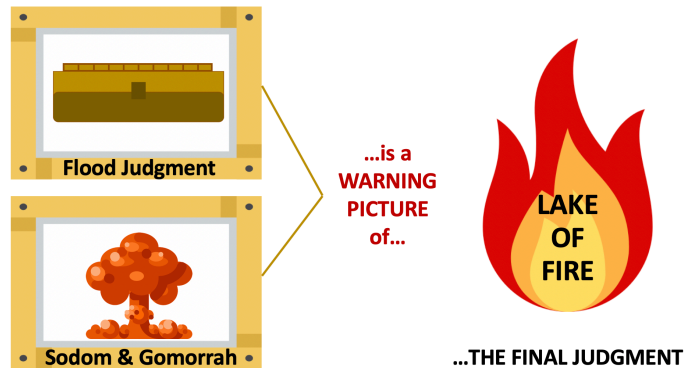 Flood Judgment
Sodom & Gomorrah
...is a
WARNING
PICTURE
of...
LAKE
OF
FIRE
...THE FINAL JUDGMENT